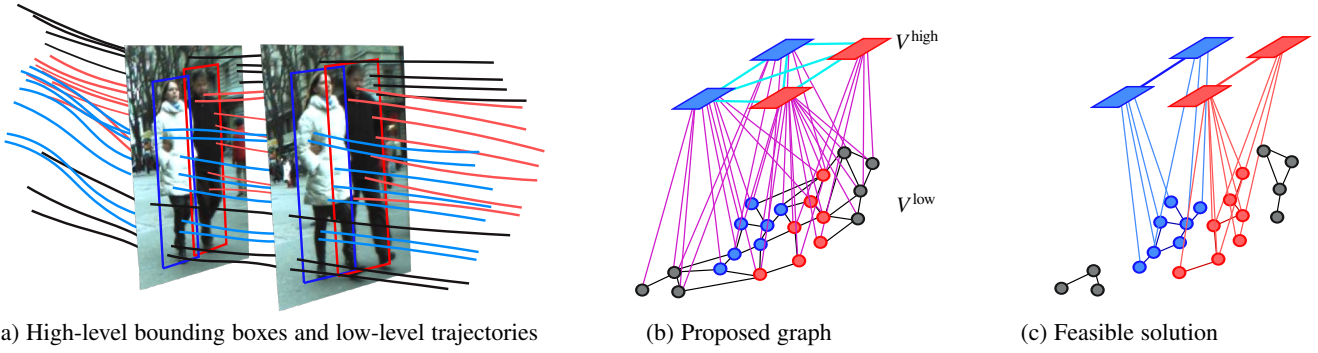 V^high
V^low
a) High-level bounding boxes and low-level trajectories
(b) Proposed graph
(c) Feasible solution